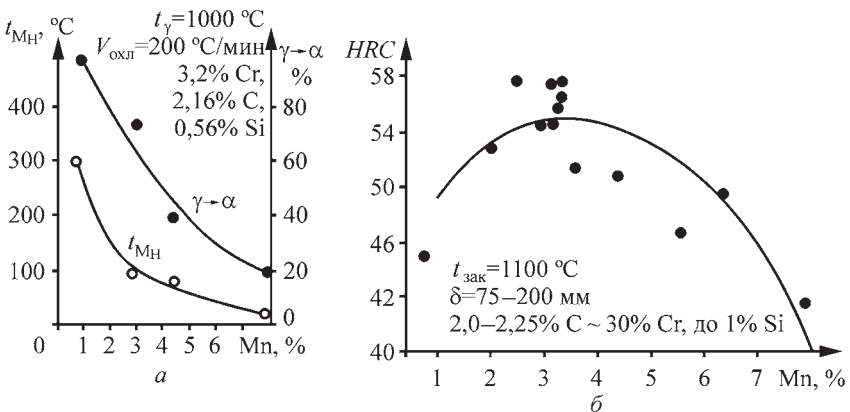 t_Mн, °C
t_γ=1000 °C
V_охл=200 °C/мин
3,2% Cr,
2,16% C,
0,56% Si
γ→α
%
400
300
200
100
0
80
60
40
20
0
γ→α
t_Mн
1 2 3 4 5 6 Mn, %
а
HRC
58
54
50
46
42
40
t_зак=1100 °C
δ=75–200 мм
2,0–2,25% C ~ 30% Cr, до 1% Si
1 2 3 4 5 6 7 Mn, %
б